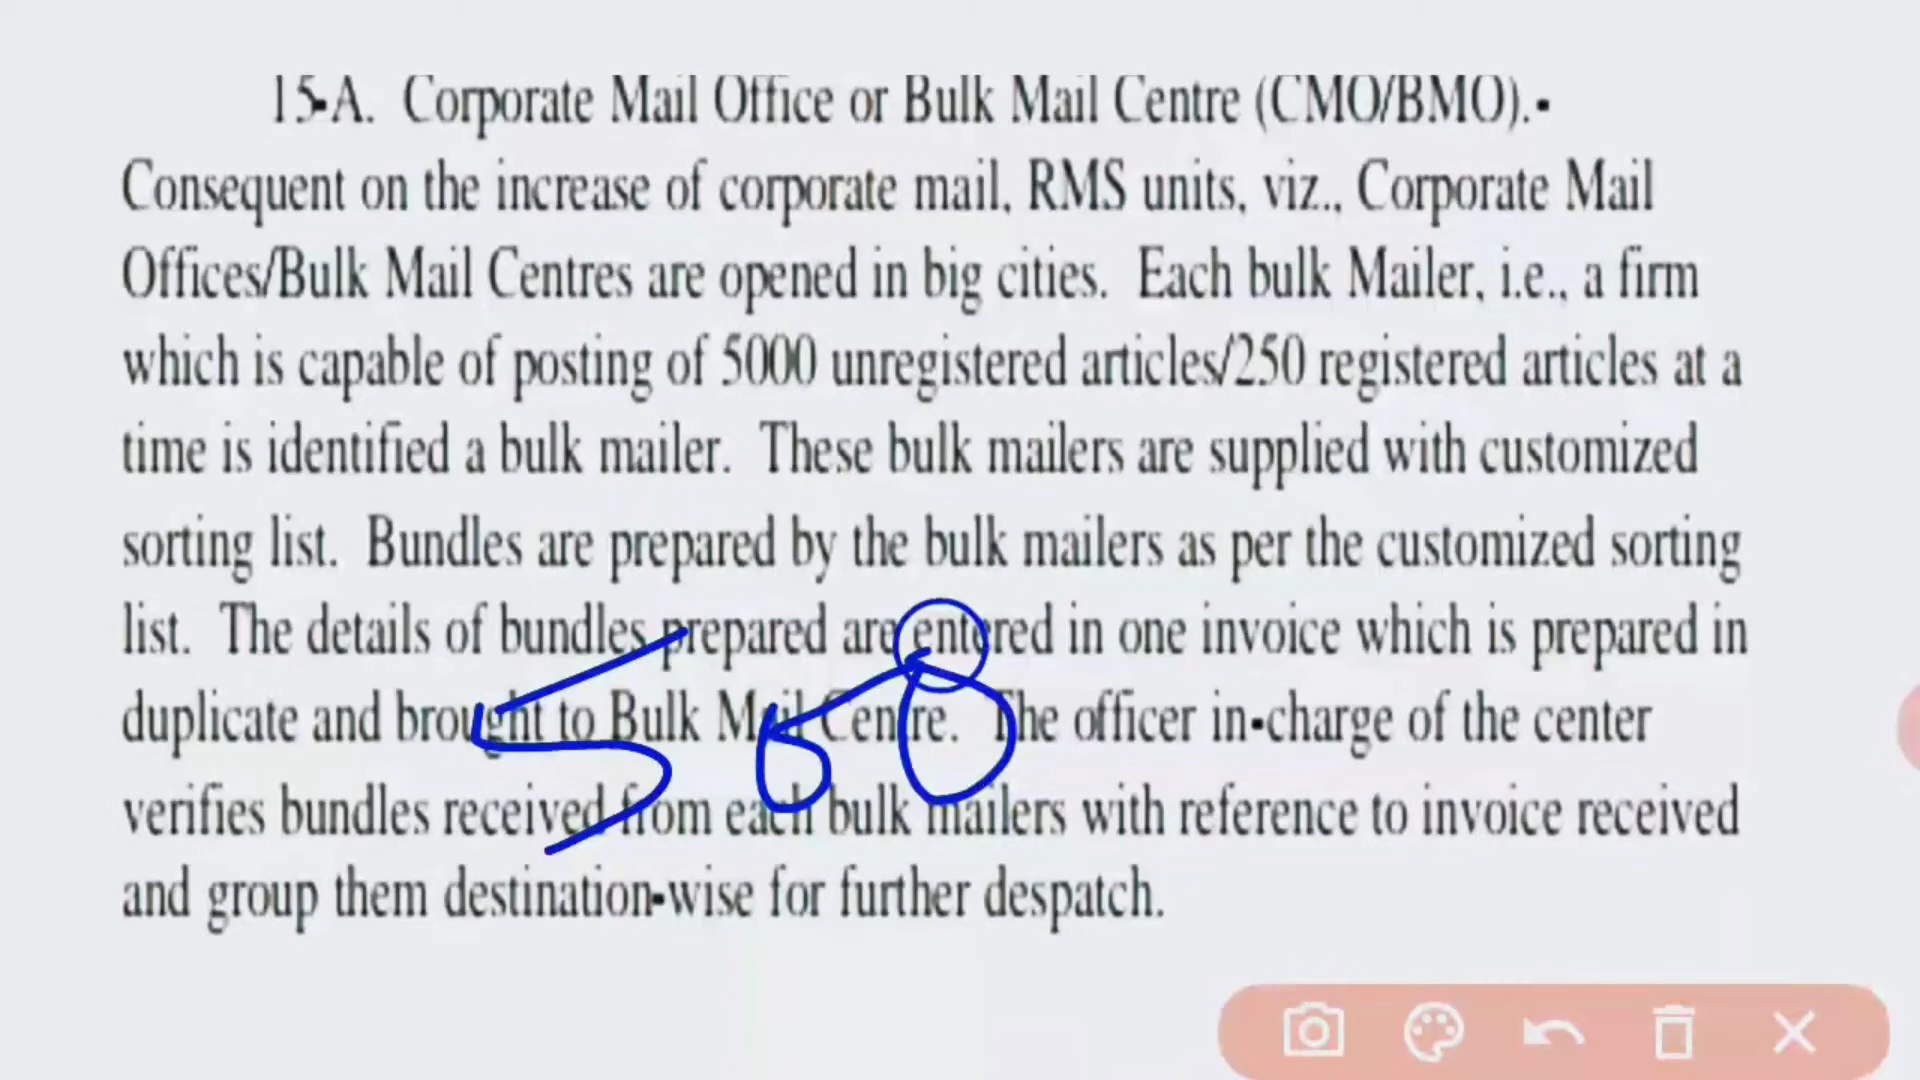 15-A. Corporate Mail Office or Bulk Mail Centre (CMO/BMO).-
Consequent on the increase of corporate mail, RMS units, viz., Corporate Mail
Offices/Bulk Mail Centres are opened in big cities. Each bulk Mailer, i.e., a firm
which is capable of posting of 5000 unregistered articles/250 registered articles at a
time is identified a bulk mailer. These bulk mailers are supplied with customized
sorting list. Bundles are prepared by the bulk mailers as per the customized sorting
list. The details of bundles prepared are entered in one invoice which is prepared in
duplicate and brought to Bulk Mail Centre. The officer in-charge of the center
verifies bundles received from each bulk mailers with reference to invoice received
and group them destination-wise for further despatch.